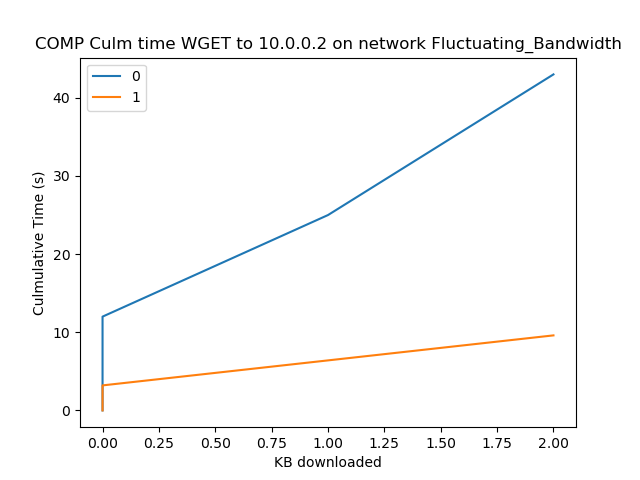 COMP Culm time WGET to 10.0.0.2 on network Fluctuating_Bandwidth
0
1
40
30
20
10
0
Culmulative Time (s)
0.00 0.25 0.50 0.75 1.00 1.25 1.50 1.75 2.00
KB downloaded